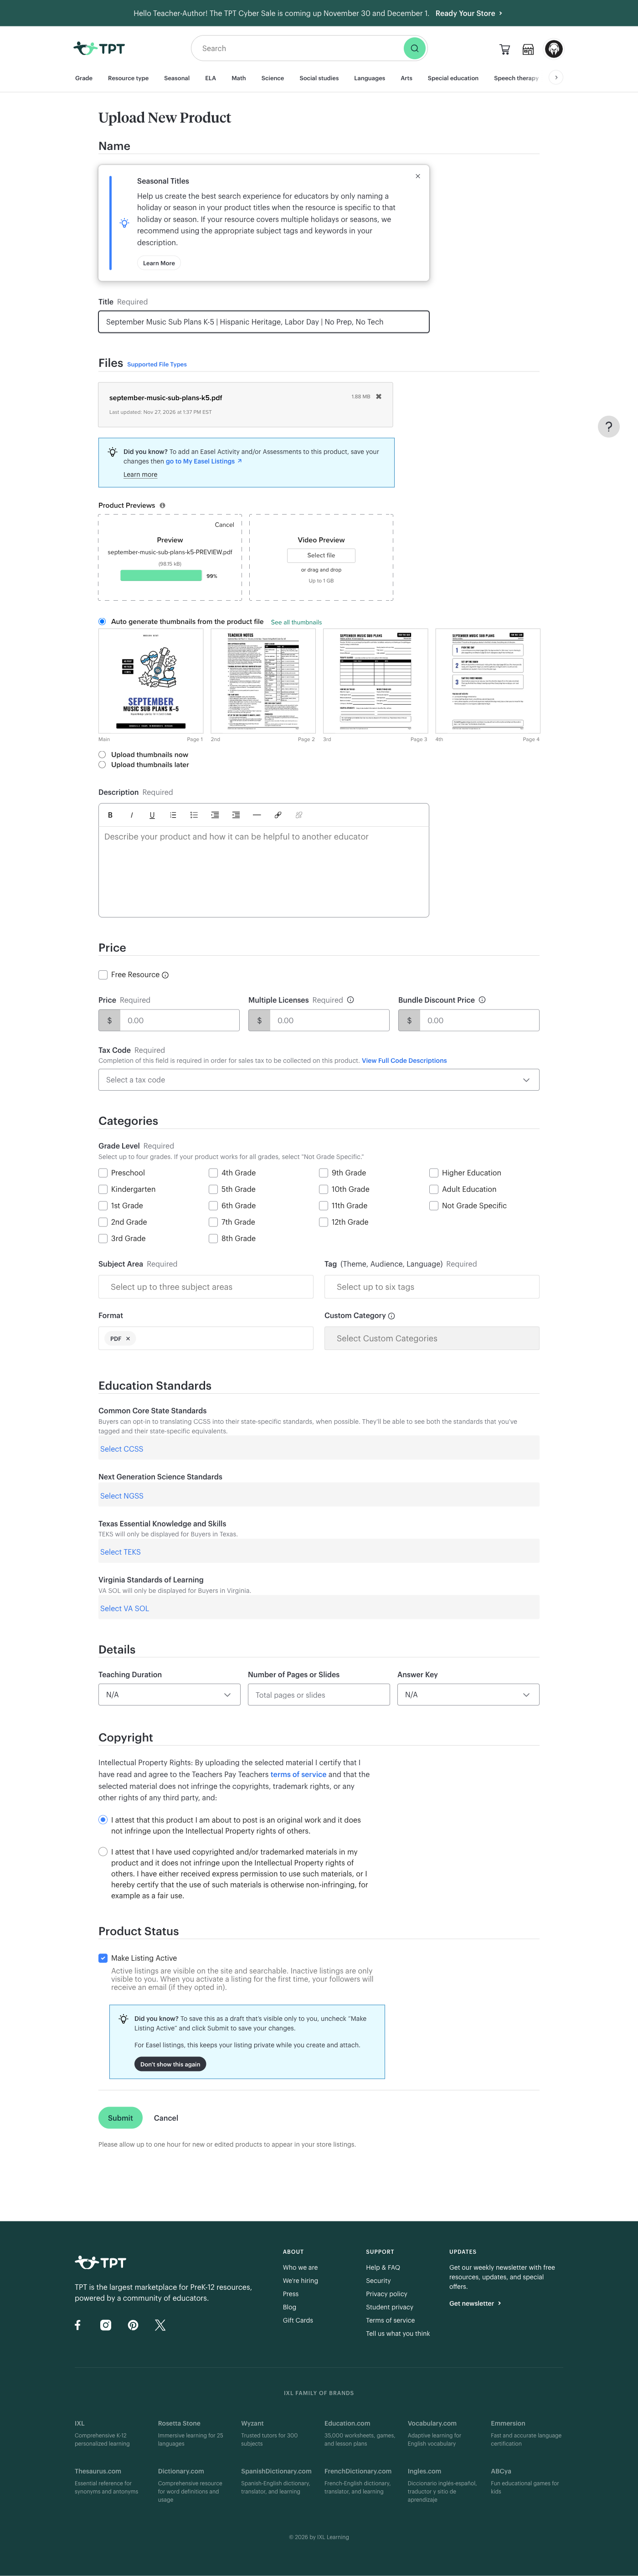 Hello Teacher-Author! The TPT Cyber Sale is coming up November 30 and December 1. Ready Your Store
TPT
Search
Grade Resource type Seasonal ELA Math Science Social studies Languages Arts Special education Speech therapy
Upload New Product
Name
Seasonal Titles
Help us create the best search experience for educators by only naming a
holiday or season in your product titles when the resource is specific to that
holiday or season. If your resource covers multiple holidays or seasons, we
recommend using the appropriate subject tags and keywords in your
description.
Learn More
Title Required
September Music Sub Plans K-5 | Hispanic Heritage, Labor Day | No Prep, No Tech
Files Supported File Types
september-music-sub-plans-k5.pdf 1.88 MB
Last updated: Nov 27, 2026 at 1:37 PM EST
Did you know? To add an Easel Activity and/or Assessments to this product, save your
changes then go to My Easel Listings
Learn more
Product Previews
Cancel
Preview
september-music-sub-plans-k5-PREVIEW.pdf
(98.15 kB)
99%
Video Preview
Select file
or drag and drop
Up to 1 GB
Auto generate thumbnails from the product file See all thumbnails
SEPTEMBER
MUSIC SUB PLANS K-5
TEACHER NOTES
SEPTEMBER MUSIC SUB PLANS
SEPTEMBER MUSIC SUB PLANS
1
2
3
Main Page 1 2nd Page 2 3rd Page 3 4th Page 4
Upload thumbnails now
Upload thumbnails later
Description Required
B I U
Describe your product and how it can be helpful to another educator
Price
Free Resource
Price Required Multiple Licenses Required Bundle Discount Price
$ 0.00 $ 0.00 $ 0.00
Tax Code Required
Completion of this field is required in order for sales tax to be collected on this product. View Full Code Descriptions
Select a tax code
Categories
Grade Level Required
Select up to four grades. If your product works for all grades, select "Not Grade Specific."
Preschool 4th Grade 9th Grade Higher Education
Kindergarten 5th Grade 10th Grade Adult Education
1st Grade 6th Grade 11th Grade Not Grade Specific
2nd Grade 7th Grade 12th Grade
3rd Grade 8th Grade
Subject Area Required Tag (Theme, Audience, Language) Required
Select up to three subject areas Select up to six tags
Format Custom Category
PDF Select Custom Categories
Education Standards
Common Core State Standards
Buyers can opt-in to translating CCSS into their state-specific standards, when possible. They'll be able to see both the standards that you've
tagged and their state-specific equivalents.
Select CCSS
Next Generation Science Standards
Select NGSS
Texas Essential Knowledge and Skills
TEKS will only be displayed for Buyers in Texas.
Select TEKS
Virginia Standards of Learning
VA SOL will only be displayed for Buyers in Virginia.
Select VA SOL
Details
Teaching Duration Number of Pages or Slides Answer Key
N/A Total pages or slides N/A
Copyright
Intellectual Property Rights: By uploading the selected material I certify that I
have read and agree to the Teachers Pay Teachers terms of service and that the
selected material does not infringe the copyrights, trademark rights, or any
other rights of any third party, and:
I attest that this product I am about to post is an original work and it does
not infringe upon the Intellectual Property rights of others.
I attest that I have used copyrighted and/or trademarked materials in my
product and it does not infringe upon the Intellectual Property rights of
others. I have either received express permission to use such materials, or I
hereby certify that the use of such materials is otherwise non-infringing, for
example as a fair use.
Product Status
Make Listing Active
Active listings are visible on the site and searchable. Inactive listings are only
visible to you. When you activate a listing for the first time, your followers will
receive an email (if they opted in).
Did you know? To save this as a draft that's visible only to you, uncheck "Make
Listing Active" and click Submit to save your changes.
For Easel listings, this keeps your listing private while you create and attach.
Don't show this again
Submit Cancel
Please allow up to one hour for new or edited products to appear in your store listings.
?
TPT
TPT is the largest marketplace for PreK-12 resources,
powered by a community of educators.
ABOUT
Who we are
We're hiring
Press
Blog
Gift Cards
SUPPORT
Help & FAQ
Security
Privacy policy
Student privacy
Terms of service
Tell us what you think
UPDATES
Get our weekly newsletter with free
resources, updates, and special
offers.
Get newsletter
IXL FAMILY OF BRANDS
IXL
Comprehensive K-12
personalized learning
Rosetta Stone
Immersive learning for 25
languages
Wyzant
Trusted tutors for 300
subjects
Education.com
35,000 worksheets, games,
and lesson plans
Vocabulary.com
Adaptive learning for
English vocabulary
Emmersion
Fast and accurate language
certification
Thesaurus.com
Essential reference for
synonyms and antonyms
Dictionary.com
Comprehensive resource
for word definitions and
usage
SpanishDictionary.com
Spanish-English dictionary,
translator, and learning
FrenchDictionary.com
French-English dictionary,
translator, and learning
Ingles.com
Diccionario inglés-español,
traductor y sitio de
aprendizaje
ABCya
Fun educational games for
kids
© 2026 by IXL Learning